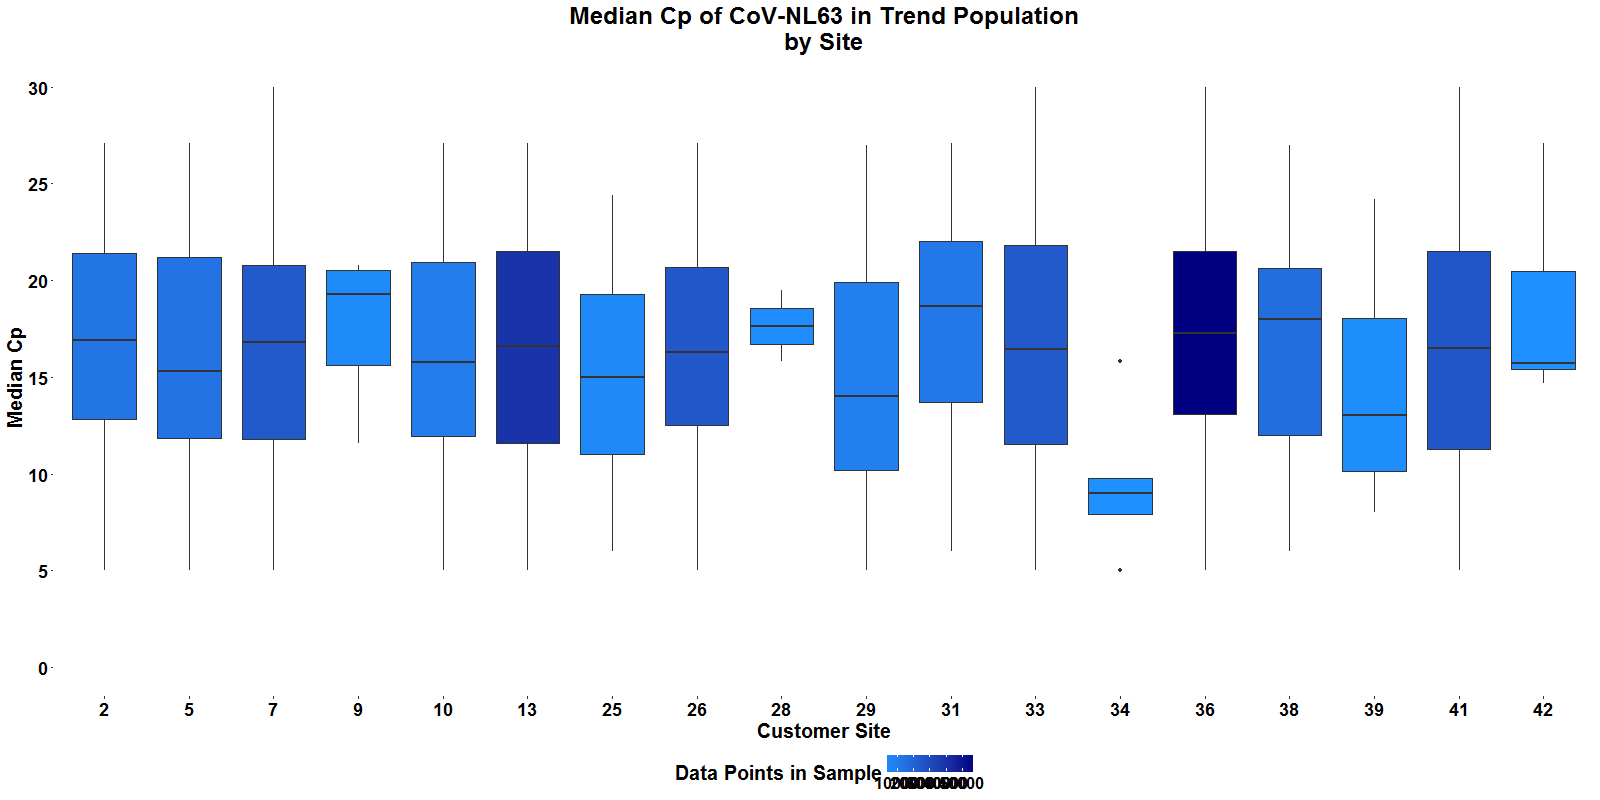 Median Cp of CoV-NL63 in Trend Population
by Site
30
25
20
15
10
5
0
Median Cp
2 5 7 9 10 13 25 26 28 29 31 33 34 36 38 39 41 42
Customer Site
Data Points in Sample